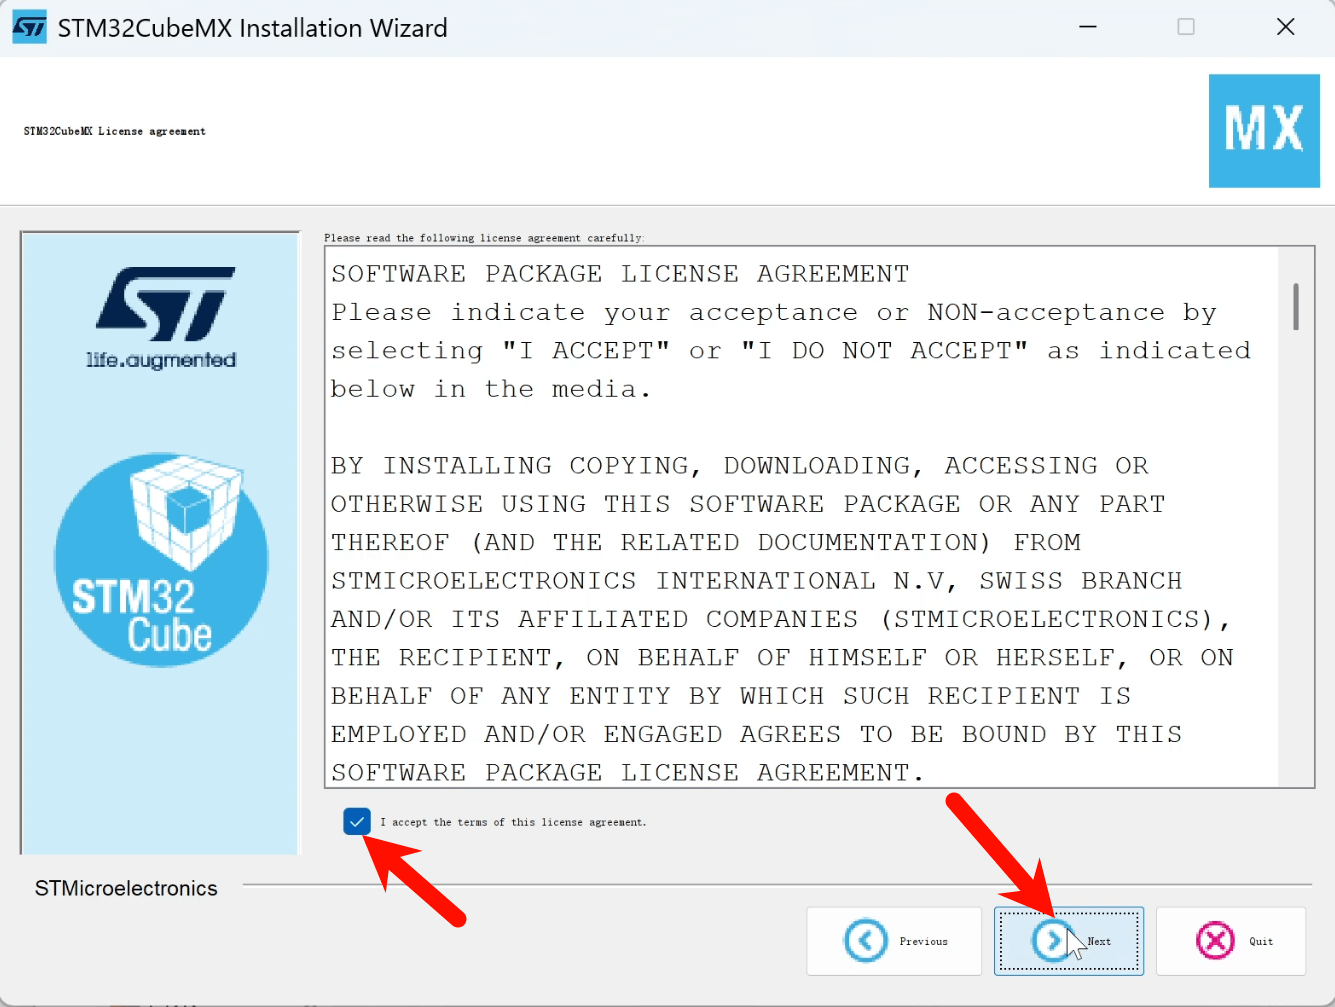 STM32CubeMX Installation Wizard
STM32CubeMX License agreement
MX
Please read the following license agreement carefully:
ST
life.augmented
STM32
Cube
SOFTWARE PACKAGE LICENSE AGREEMENT
Please indicate your acceptance or NON-acceptance by
selecting "I ACCEPT" or "I DO NOT ACCEPT" as indicated
below in the media.
BY INSTALLING COPYING, DOWNLOADING, ACCESSING OR
OTHERWISE USING THIS SOFTWARE PACKAGE OR ANY PART
THEREOF (AND THE RELATED DOCUMENTATION) FROM
STMICROELECTRONICS INTERNATIONAL N.V, SWISS BRANCH
AND/OR ITS AFFILIATED COMPANIES (STMICROELECTRONICS),
THE RECIPIENT, ON BEHALF OF HIMSELF OR HERSELF, OR ON
BEHALF OF ANY ENTITY BY WHICH SUCH RECIPIENT IS
EMPLOYED AND/OR ENGAGED AGREES TO BE BOUND BY THIS
SOFTWARE PACKAGE LICENSE AGREEMENT.
I accept the terms of this license agreement.
STMicroelectronics
Previous
Next
Quit